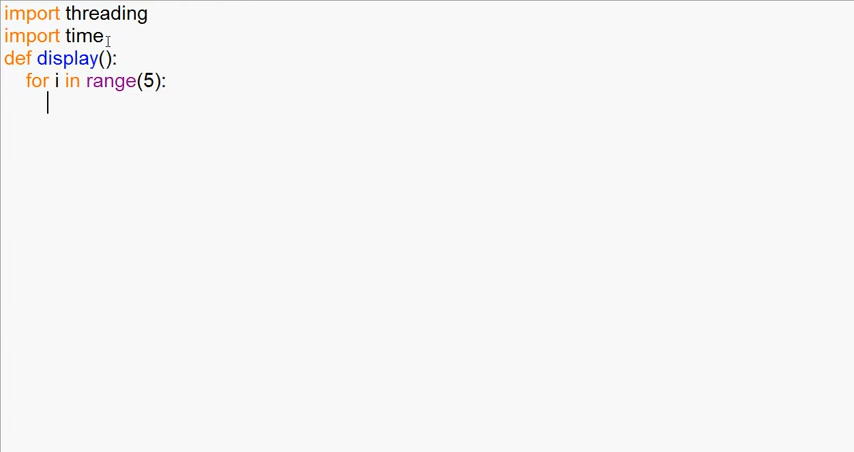 import threading
import time
def display():
    for i in range(5):